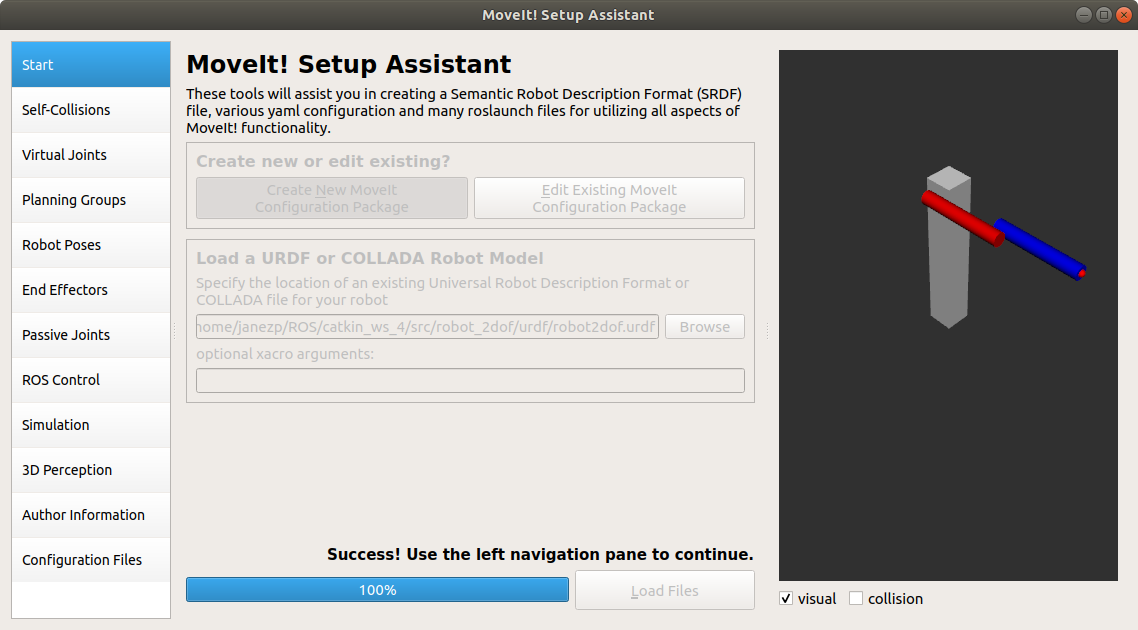 MoveIt! Setup Assistant
Start
Self-Collisions
Virtual Joints
Planning Groups
Robot Poses
End Effectors
Passive Joints
ROS Control
Simulation
3D Perception
Author Information
Configuration Files
MoveIt! Setup Assistant
These tools will assist you in creating a Semantic Robot Description Format (SRDF)
file, various yaml configuration and many roslaunch files for utilizing all aspects of
MoveIt! functionality.
Create new or edit existing?
Create New MoveIt
Configuration Package
Edit Existing MoveIt
Configuration Package
Load a URDF or COLLADA Robot Model
Specify the location of an existing Universal Robot Description Format or
COLLADA file for your robot
home/janezp/ROS/catkin_ws_4/src/robot_2dof/urdf/robot2dof.urdf
Browse
optional xacro arguments:
Success! Use the left navigation pane to continue.
100%
Load Files
visual
collision